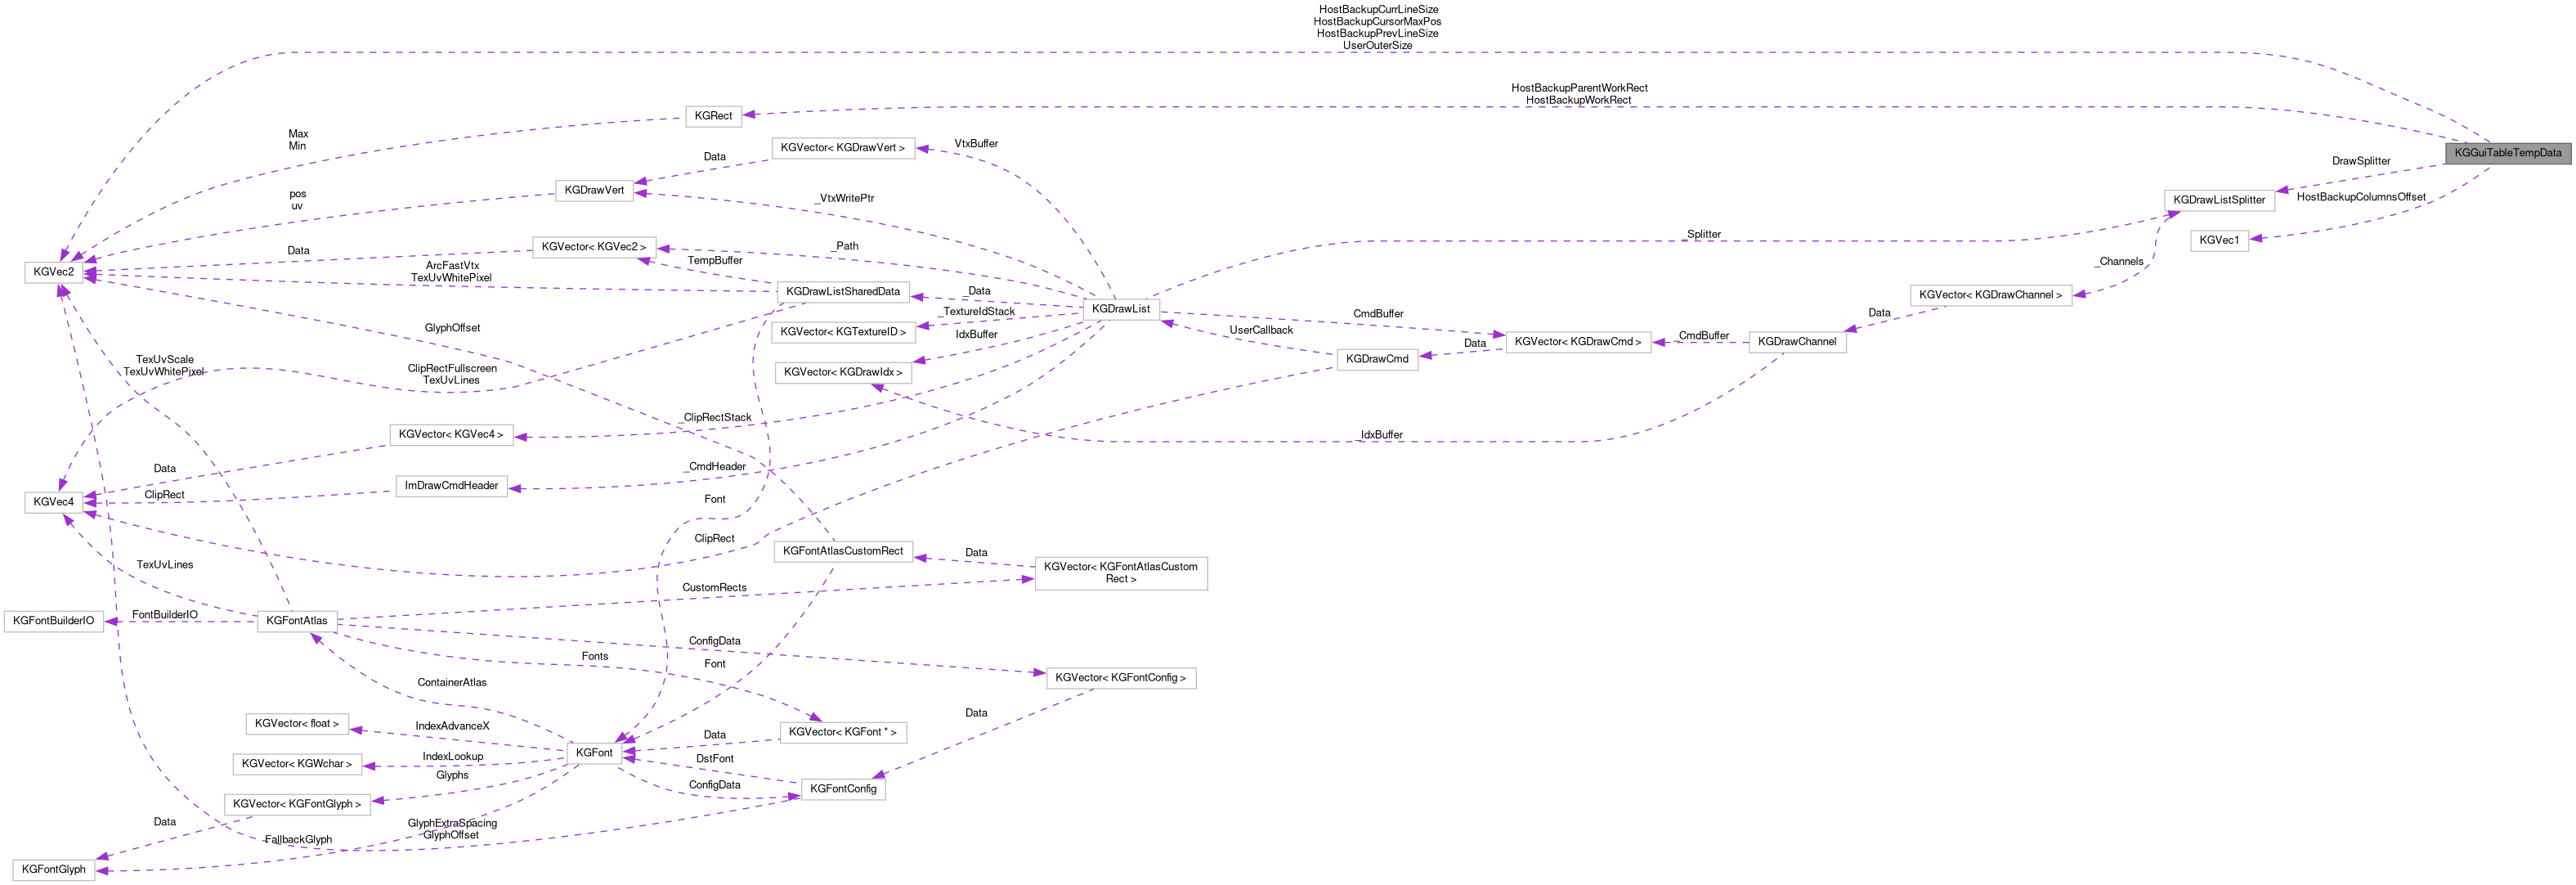 HostBackupCurrLineSize
HostBackupCursorMaxPos
HostBackupPrevLineSize
UserOuterSize
HostBackupParentWorkRect
HostBackupWorkRect
KGRect
Max
Min
VtxBuffer
KGVector< KGDrawVert >
KGGuiTableTempData
Data
DrawSplitter
KGDrawVert
pos
uv
_VtxWritePtr
HostBackupColumnsOffset
KGDrawListSplitter
_Splitter
KGVec1
KGVector< KGVec2 >
_Path
Data
TempBuffer
_Channels
KGVec2
ArcFastVtx
TexUvWhitePixel
KGDrawListSharedData
_Data
KGVector< KGDrawChannel >
KGDrawList
_TextureIdStack
CmdBuffer
Data
GlyphOffset
KGVector< KGTextureID >
IdxBuffer
UserCallback
KGVector< KGDrawCmd >
_CmdBuffer
KGDrawChannel
Data
KGDrawCmd
TexUvScale
TexUvWhitePixel
ClipRectFullscreen
TexUvLines
KGVector< KGDrawIdx >
_ClipRectStack
KGVector< KGVec4 >
_IdxBuffer
Data
_CmdHeader
ImDrawCmdHeader
ClipRect
KGVec4
Font
ClipRect
KGFontAtlasCustomRect
Data
KGVector< KGFontAtlasCustom
Rect >
TexUvLines
CustomRects
FontBuilderIO
KGFontBuilderIO
KGFontAtlas
ConfigData
Fonts
Font
KGVector< KGFontConfig >
ContainerAtlas
Data
KGVector< float >
IndexAdvanceX
KGVector< KGFont * >
Data
KGFont
IndexLookup
DstFont
KGVector< KGWchar >
Glyphs
ConfigData
KGFontConfig
KGVector< KGFontGlyph >
Data
GlyphExtraSpacing
GlyphOffset
FallbackGlyph
KGFontGlyph